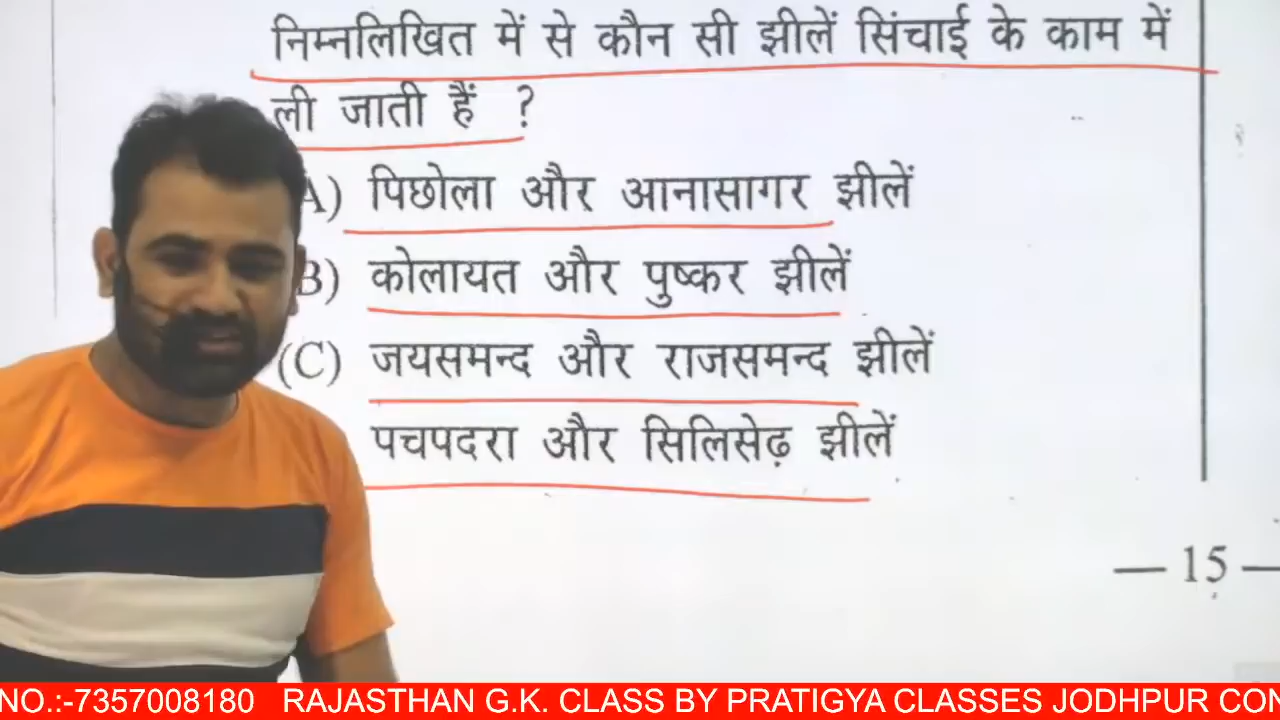 निम्नलिखित में से कौन सी झीलें सिंचाई के काम में
ली जाती हैं ?
A) पिछोला और आनासागर झीलें
B) कोलायत और पुष्कर झीलें
(C) जयसमन्द और राजसमन्द झीलें
पचपदरा और सिलिसेढ़ झीलें
— 15 —
NO.:-7357008180 RAJASTHAN G.K. CLASS BY PRATIGYA CLASSES JODHPUR CON